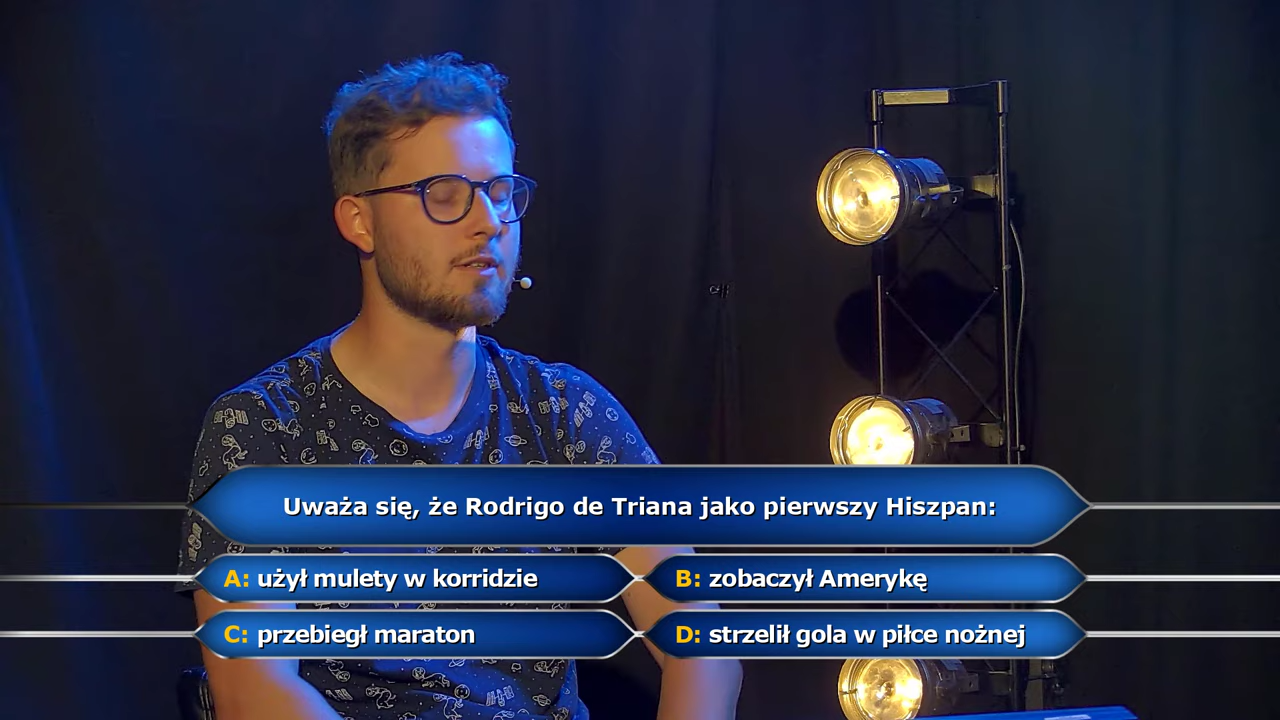 Uważa się, że Rodrigo de Triana jako pierwszy Hiszpan:
A: użył mulety w korridzie
B: zobaczył Amerykę
C: przebiegł maraton
D: strzelił gola w piłce nożnej